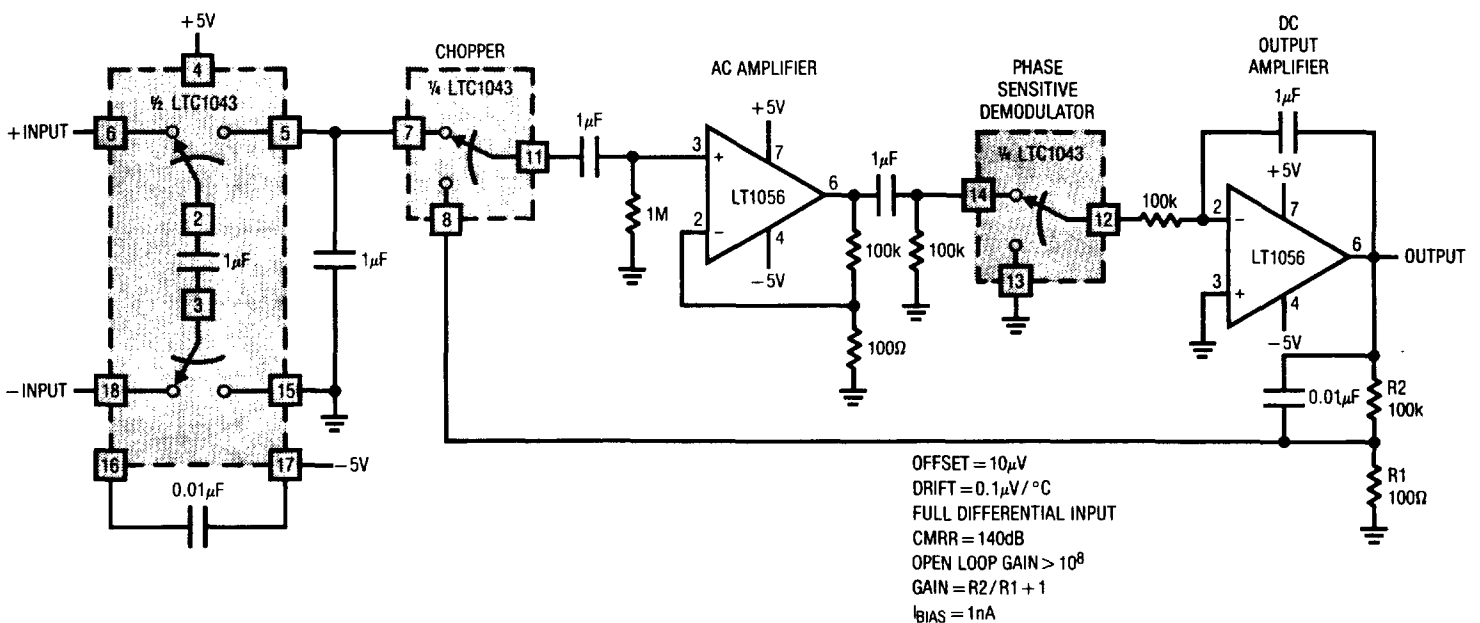 +5V
4
½ LTC1043
+INPUT
6
5
2
1μF
3
1μF
−INPUT
18
15
16
17
−5V
0.01μF
CHOPPER
¼ LTC1043
7
11
8
1μF
1M
AC AMPLIFIER
+5V
7
3
+
LT1056
6
2
−
4
−5V
100k
100Ω
1μF
100k
PHASE
SENSITIVE
DEMODULATOR
¼ LTC1043
14
12
13
100k
DC
OUTPUT
AMPLIFIER
1μF
+5V
7
2
−
LT1056
6
OUTPUT
3
+
4
−5V
0.01μF
R2
100k
R1
100Ω
OFFSET = 10μV
DRIFT = 0.1μV/°C
FULL DIFFERENTIAL INPUT
CMRR = 140dB
OPEN LOOP GAIN > 10⁸
GAIN = R2/R1 + 1
IBIAS = 1nA